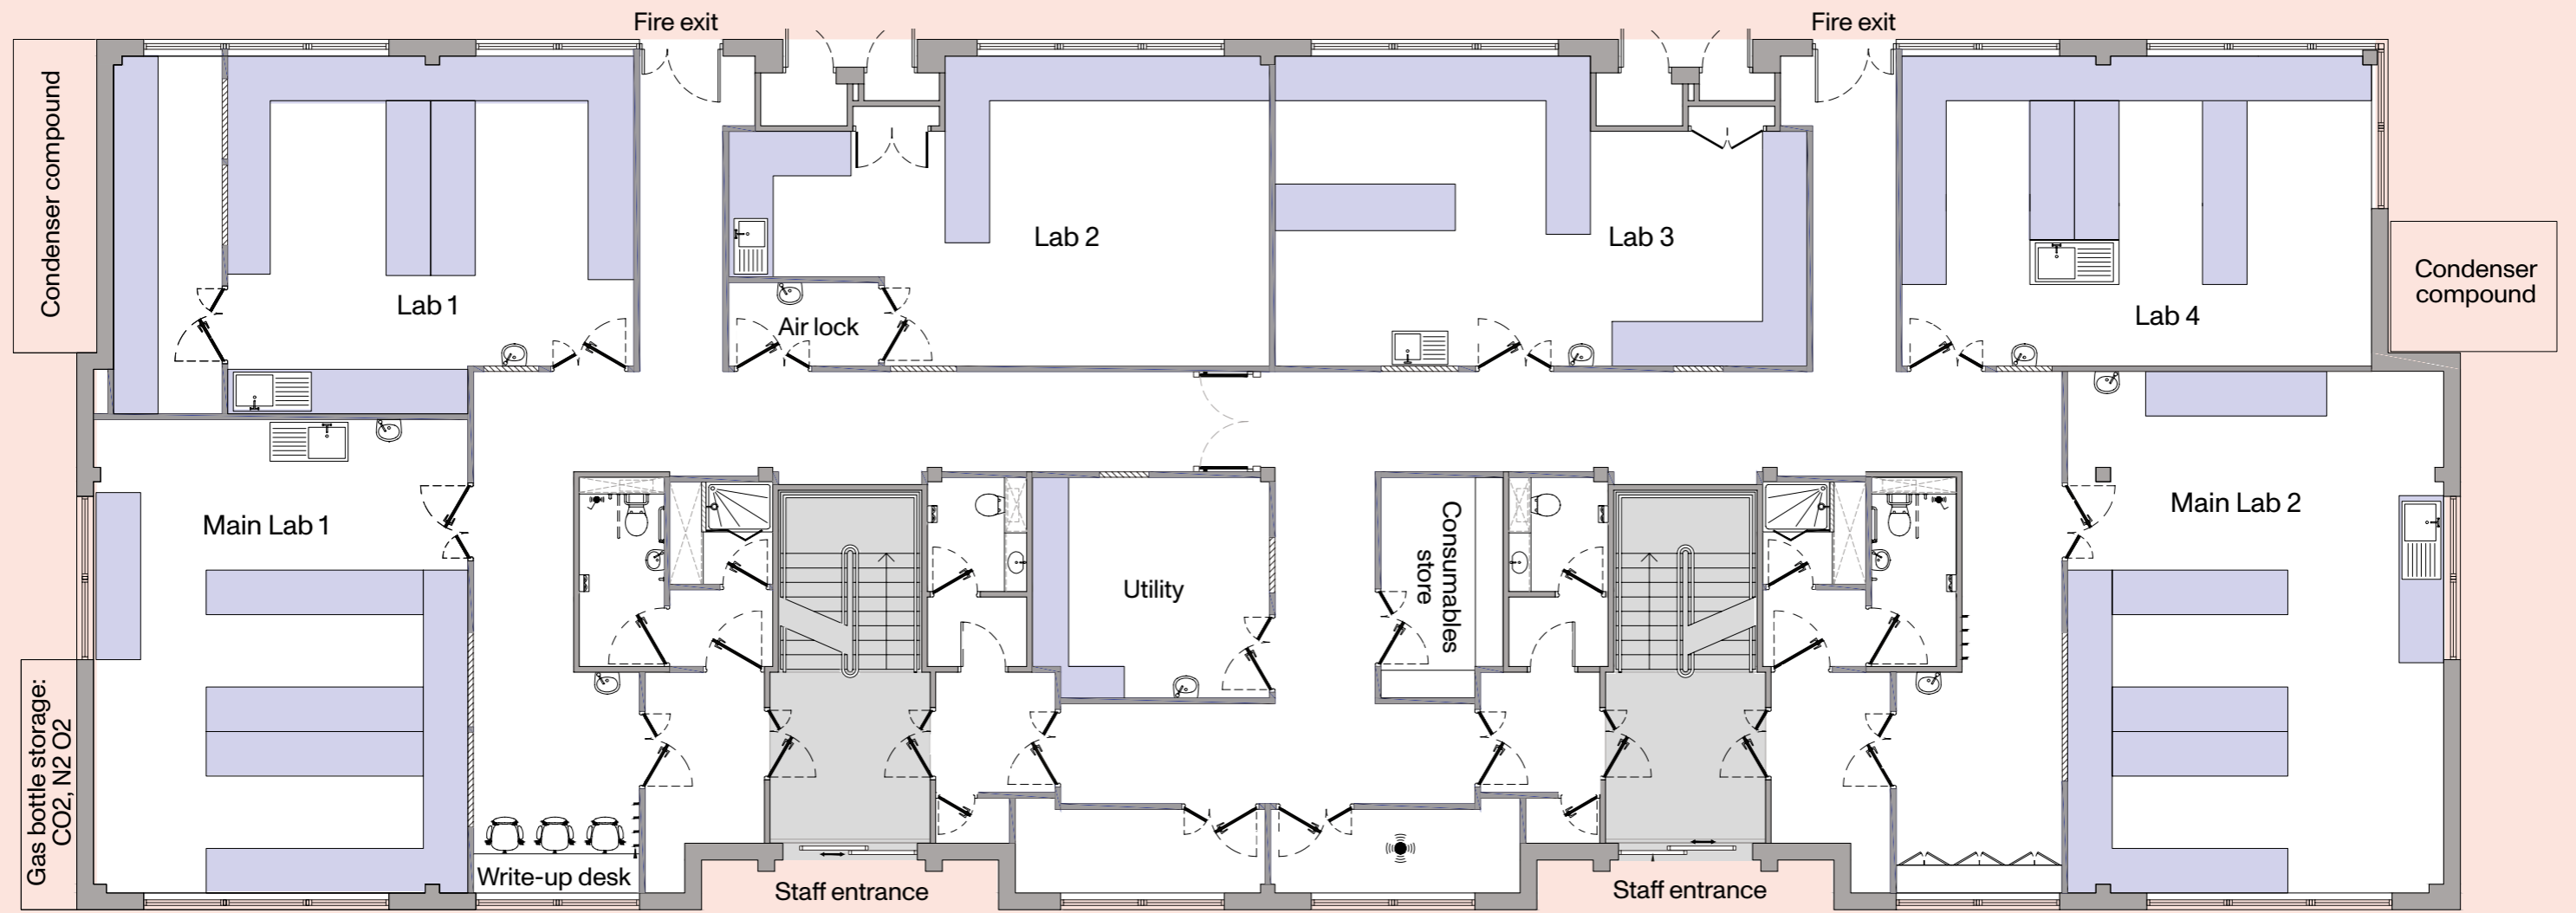 Fire exit
Fire exit
Condenser compound
Lab 1
Lab 2
Air lock
Lab 3
Lab 4
Condenser
compound
Main Lab 1
Utility
Consumables
store
Main Lab 2
Gas bottle storage:
CO2, N2 O2
Write-up desk
Staff entrance
Staff entrance